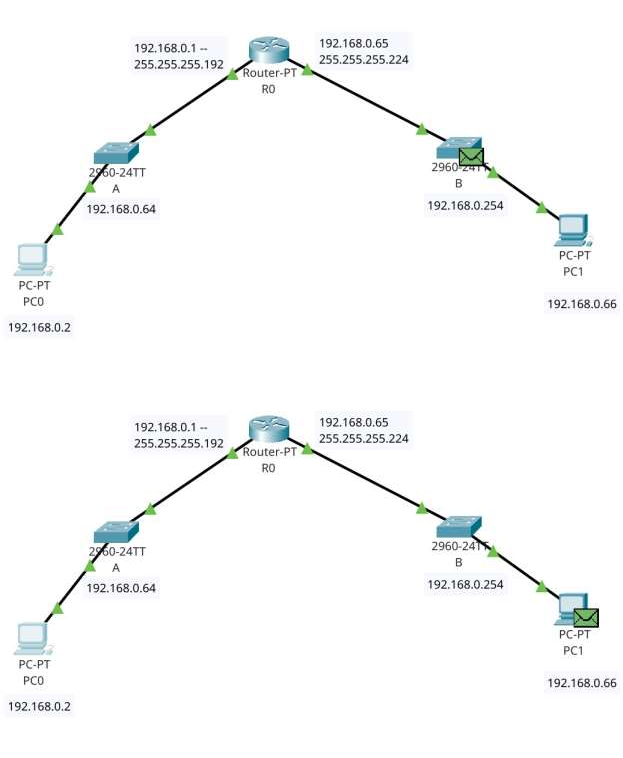 192.168.0.1 --
255.255.255.192
192.168.0.65
255.255.255.224
Router-PT
R0
2960-24TT
A
192.168.0.64
2960-24TT
B
192.168.0.254
PC-PT
PC0
192.168.0.2
PC-PT
PC1
192.168.0.66
192.168.0.1 --
255.255.255.192
192.168.0.65
255.255.255.224
Router-PT
R0
2960-24TT
A
192.168.0.64
2960-24TT
B
192.168.0.254
PC-PT
PC0
192.168.0.2
PC-PT
PC1
192.168.0.66